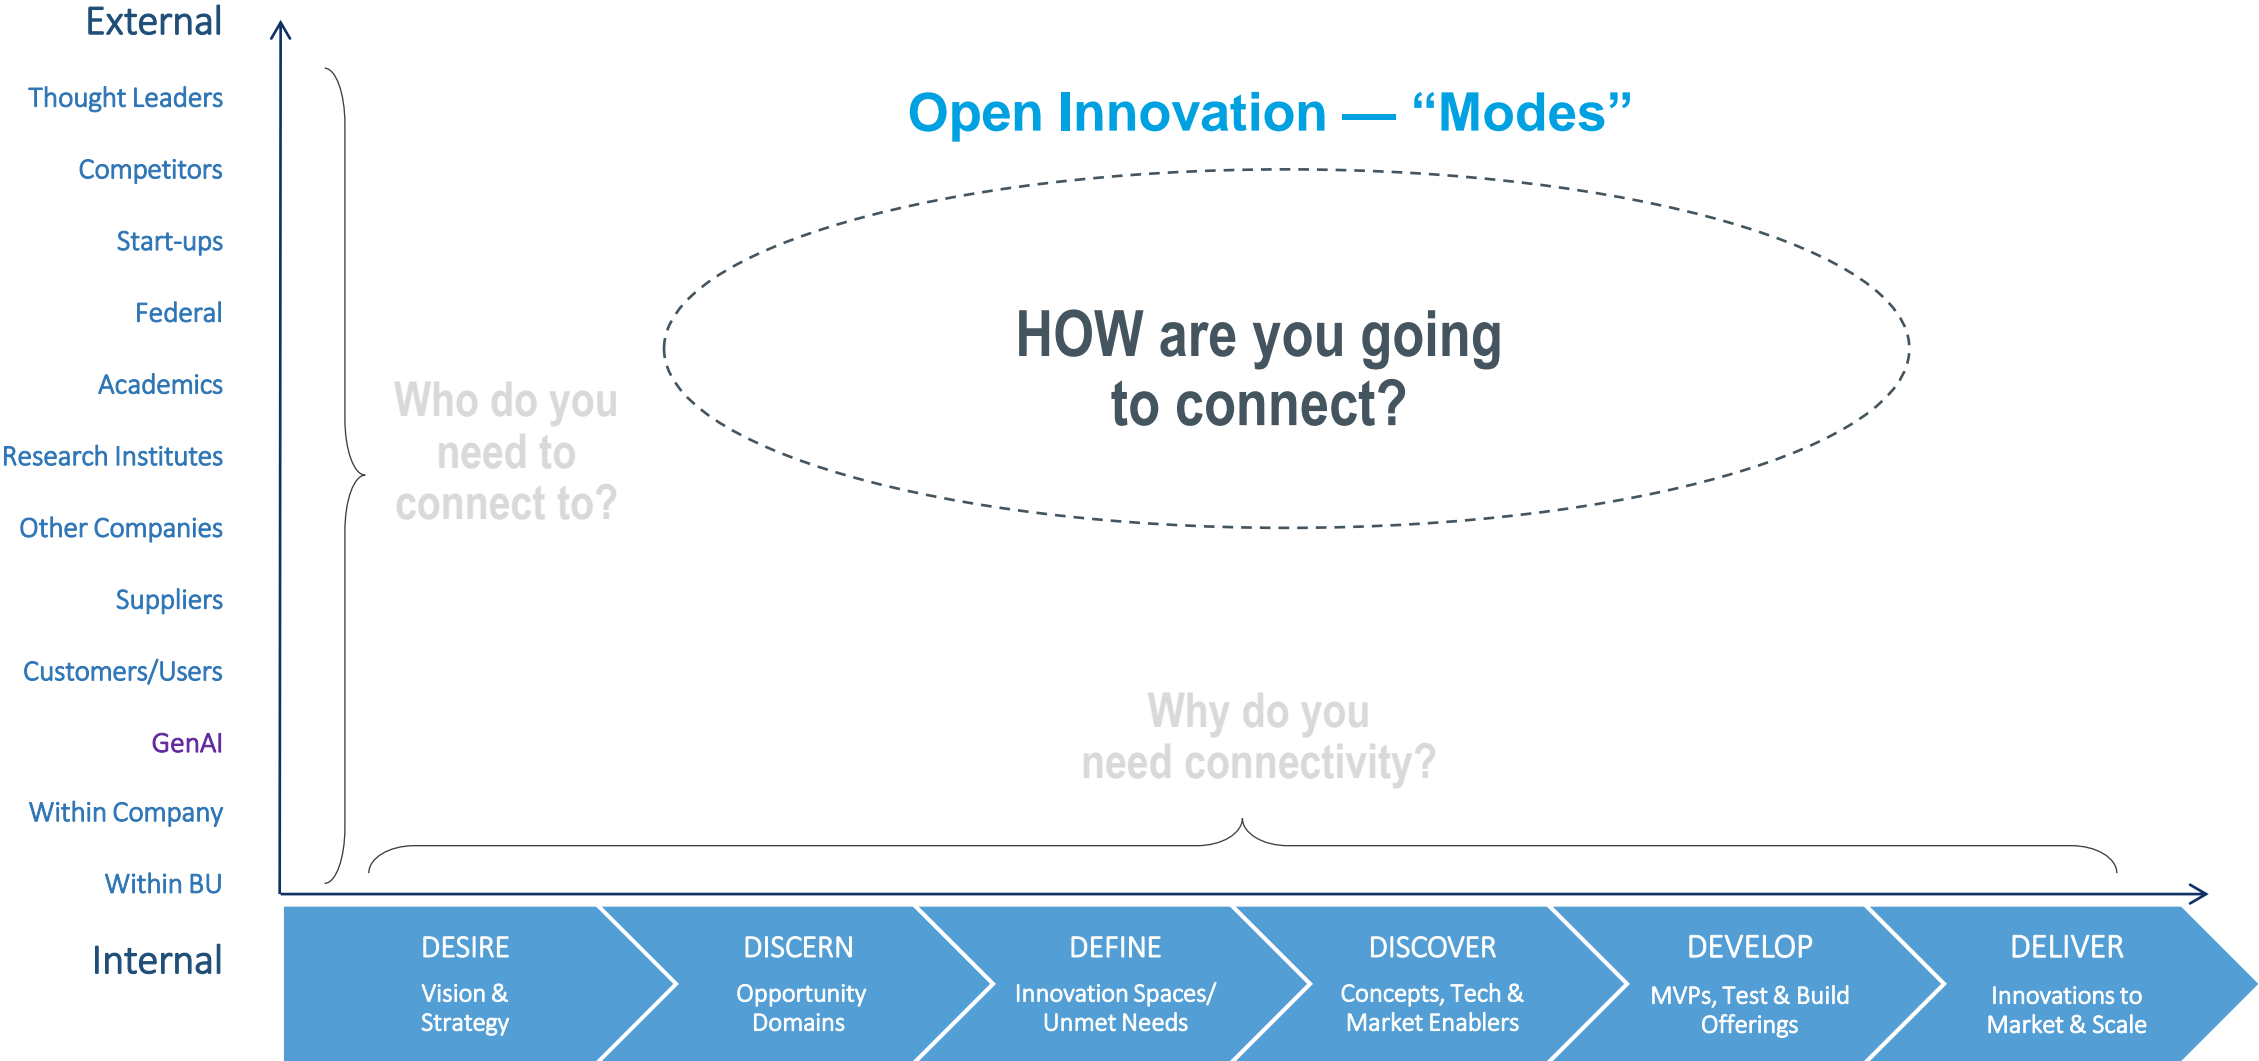 External
Thought Leaders
Competitors
Start-ups
Federal
Academics
Research Institutes
Other Companies
Suppliers
Customers/Users
GenAI
Within Company
Within BU
Internal
Open Innovation — “Modes”
HOW are you going
to connect?
Who do you
need to
connect to?
Why do you
need connectivity?
DESIRE
Vision &
Strategy
DISCERN
Opportunity
Domains
DEFINE
Innovation Spaces/
Unmet Needs
DISCOVER
Concepts, Tech &
Market Enablers
DEVELOP
MVPs, Test & Build
Offerings
DELIVER
Innovations to
Market & Scale